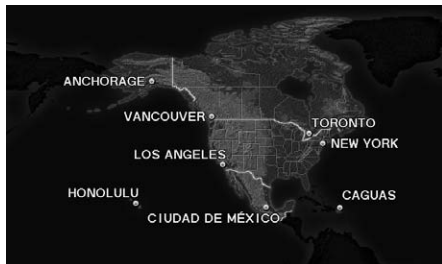 ANCHORAGE
VANCOUVER
TORONTO
NEW YORK
LOS ANGELES
HONOLULU
CAGUAS
CIUDAD DE MÉXICO